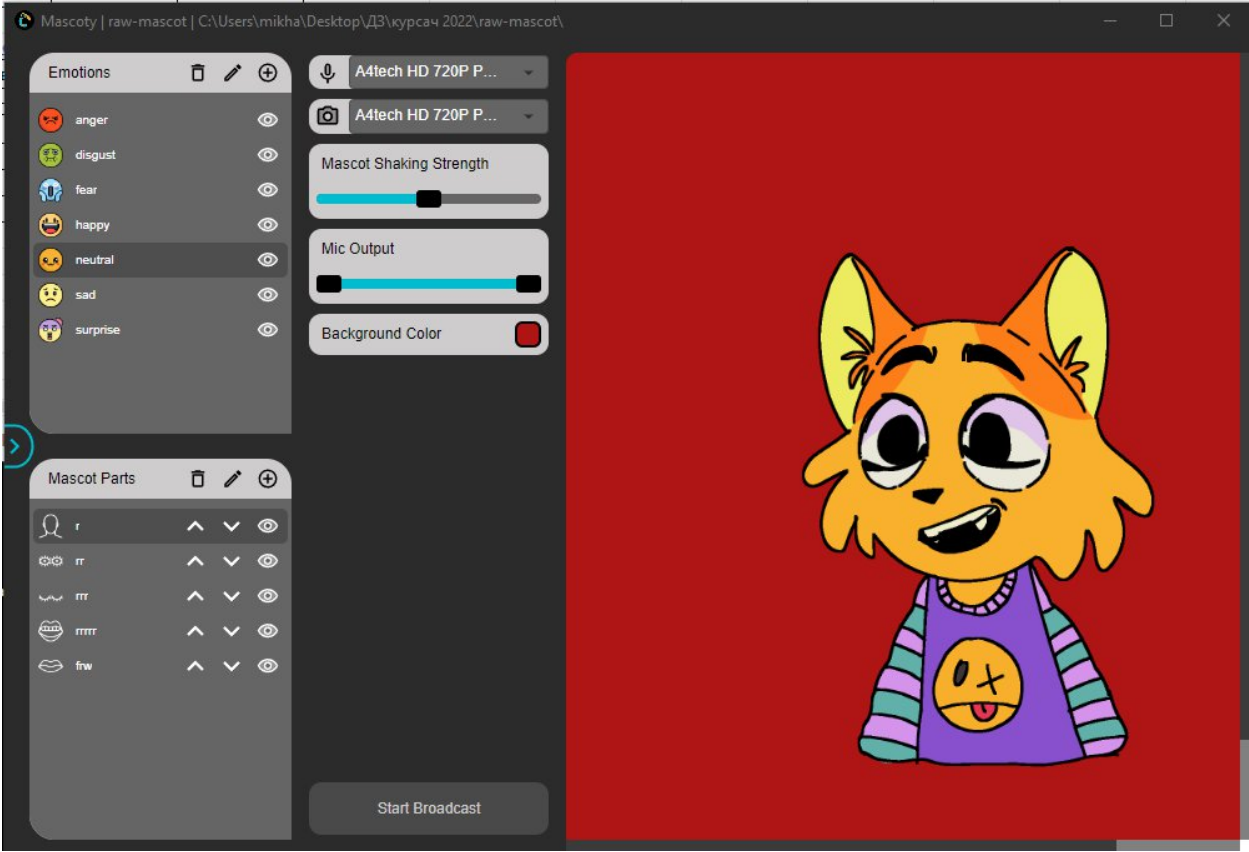 Mascoty | raw-mascot | C:\Users\mikha\Desktop\ДЗ\курсач 2022\raw-mascot\
Emotions
anger
disgust
fear
happy
neutral
sad
surprise
Mascot Parts
r
rr
rrr
rrrrr
frw
A4tech HD 720P P...
A4tech HD 720P P...
Mascot Shaking Strength
Mic Output
Background Color
Start Broadcast